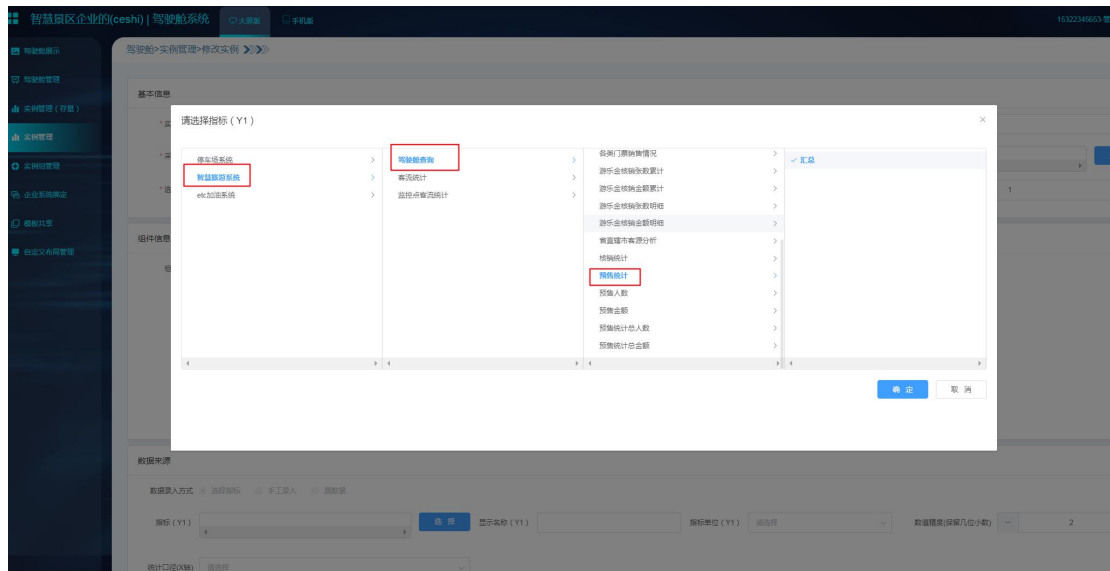 智慧景区企业的(ceshi) | 驾驶舱系统
大屏版
手机版
驾驶舱展示
驾驶舱管理
实例管理（存量）
实例管理
实例组管理
企业系统绑定
模板共享
自定义布局管理
驾驶舱>实例管理>修改实例
基本信息
请选择指标（Y1）
停车场系统
智慧旅游系统
etc加油系统
驾驶舱查询
客流统计
监控点客流统计
各类门票销售情况
游乐金核销张数累计
游乐金核销金额累计
游乐金核销张数明细
游乐金核销金额明细
省直辖市客源分析
核销统计
预售统计
预售人数
预售金额
预售统计总人数
预售统计总金额
汇总
1
确 定
取 消
组件信息
数据来源
数据录入方式
选择指标
手工录入
指标（Y1）
选 择
显示名称（Y1）
指标单位（Y1）
请选择
数值精度(保留几位小数)
2
统计口径(X轴)
请选择